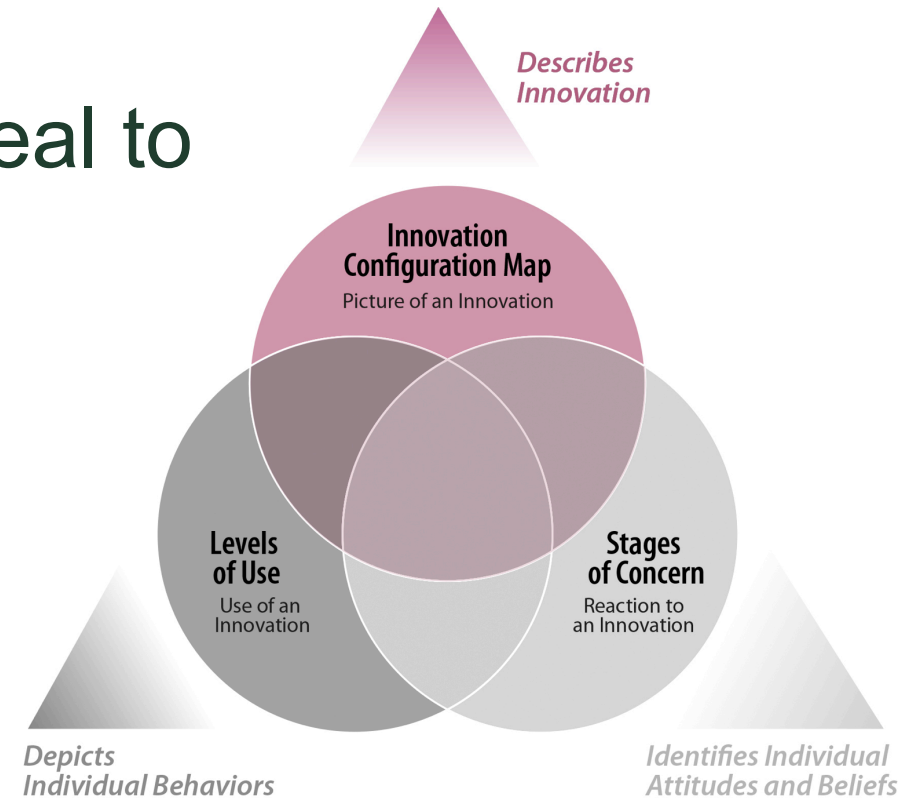 Describes
Innovation
eal to
Innovation
Configuration Map
Picture of an Innovation
Levels
of Use
Use of an
Innovation
Stages
of Concern
Reaction to
an Innovation
Depicts
Individual Behaviors
Identifies Individual
Attitudes and Beliefs